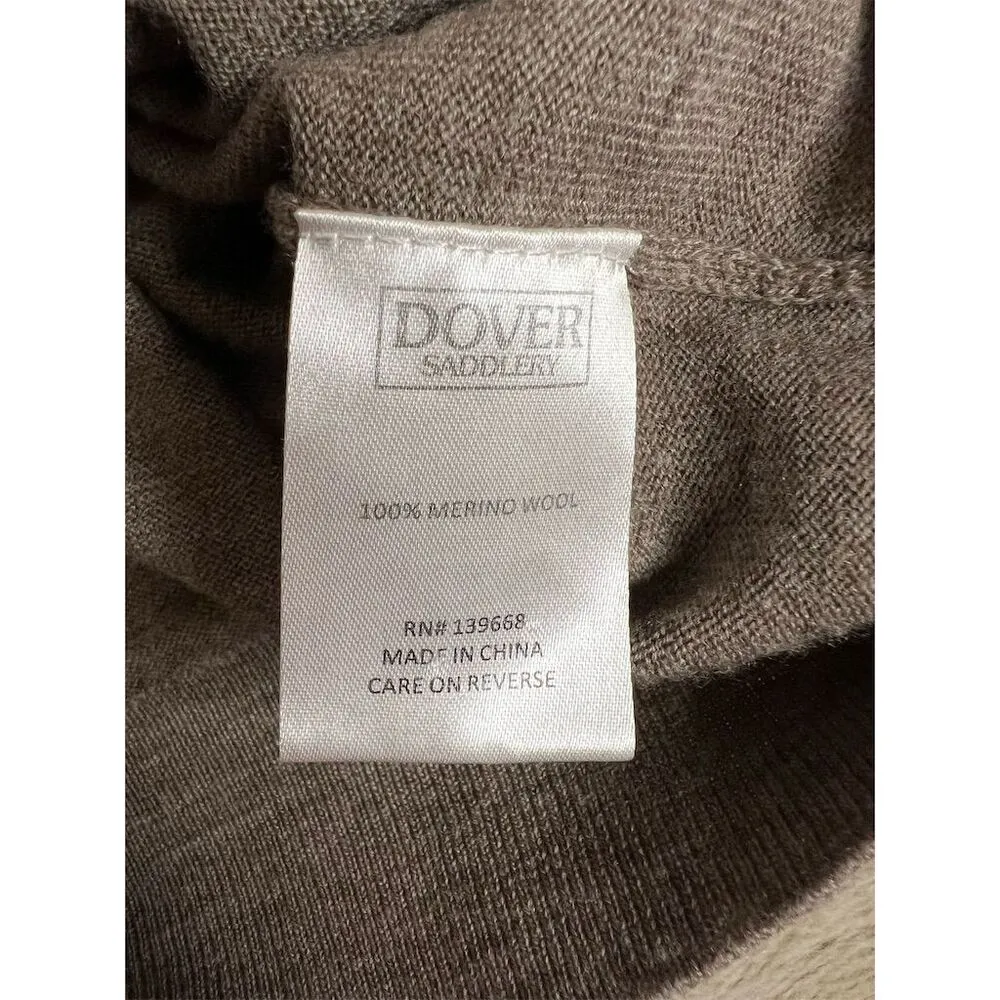 DOVER
SADDLERY
100% MERINO WOOL
RN# 139668
MADE IN CHINA
CARE ON REVERSE